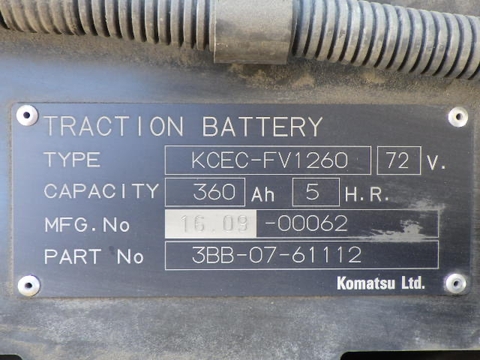 TRACTION BATTERY
TYPE KCEC-FV1260 72 V.
CAPACITY 360 Ah 5 H.R.
MFG.No 16.09 -00062
PART No 3BB-07-61112
Komatsu Ltd.